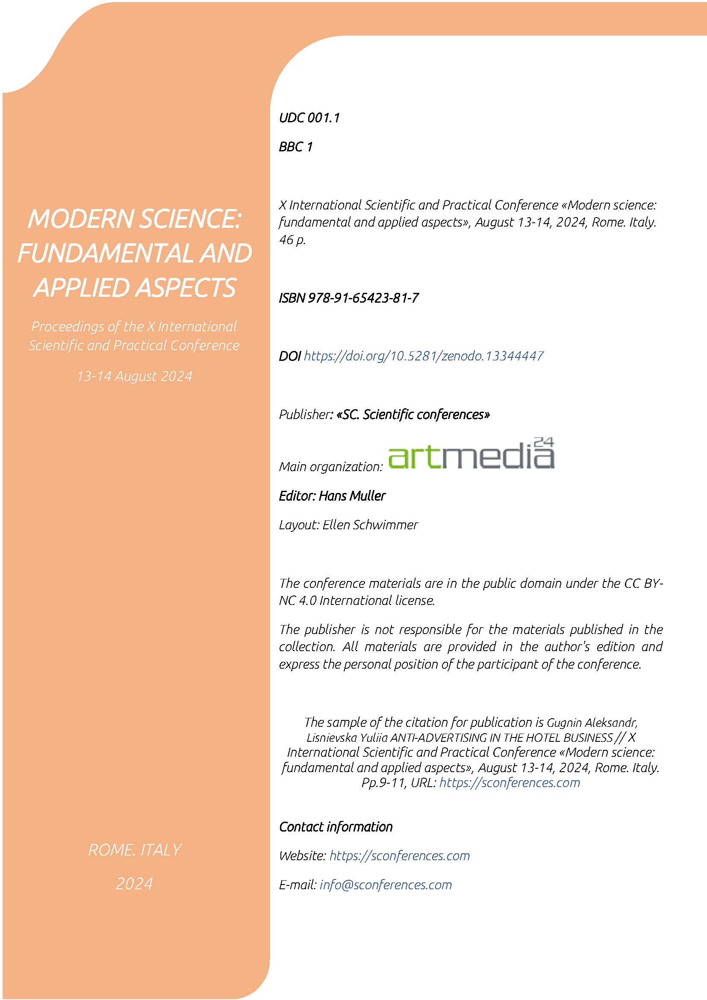 MODERN SCIENCE:
FUNDAMENTAL AND
APPLIED ASPECTS
Proceedings of the X International
Scientific and Practical Conference
13-14 August 2024
ROME. ITALY
2024
UDC 001.1
BBC 1
X International Scientific and Practical Conference «Modern science:
fundamental and applied aspects», August 13-14, 2024, Rome. Italy.
46 p.
ISBN 978-91-65423-81-7
DOI https://doi.org/10.5281/zenodo.13344447
Publisher: «SC. Scientific conferences»
Main organization: artmedia24
Editor: Hans Muller
Layout: Ellen Schwimmer
The conference materials are in the public domain under the CC BY-
NC 4.0 International license.
The publisher is not responsible for the materials published in the
collection. All materials are provided in the author's edition and
express the personal position of the participant of the conference.
The sample of the citation for publication is Gugnin Aleksandr,
Lisnievska Yuliia ANTI-ADVERTISING IN THE HOTEL BUSINESS // X
International Scientific and Practical Conference «Modern science:
fundamental and applied aspects», August 13-14, 2024, Rome. Italy.
Pp.9-11, URL: https://sconferences.com
Contact information
Website: https://sconferences.com
E-mail: info@sconferences.com